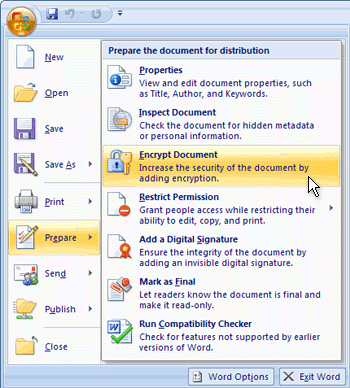 New
Open
Save
Save As
Print
Prepare
Send
Publish
Close
Prepare the document for distribution
Properties
View and edit document properties, such
as Title, Author, and Keywords.
Inspect Document
Check the document for hidden metadata
or personal information.
Encrypt Document
Increase the security of the document by
adding encryption.
Restrict Permission
Grant people access while restricting their
ability to edit, copy, and print.
Add a Digital Signature
Ensure the integrity of the document by
adding an invisible digital signature.
Mark as Final
Let readers know the document is final and
make it read-only.
Run Compatibility Checker
Check for features not supported by earlier
versions of Word.
Word Options
Exit Word